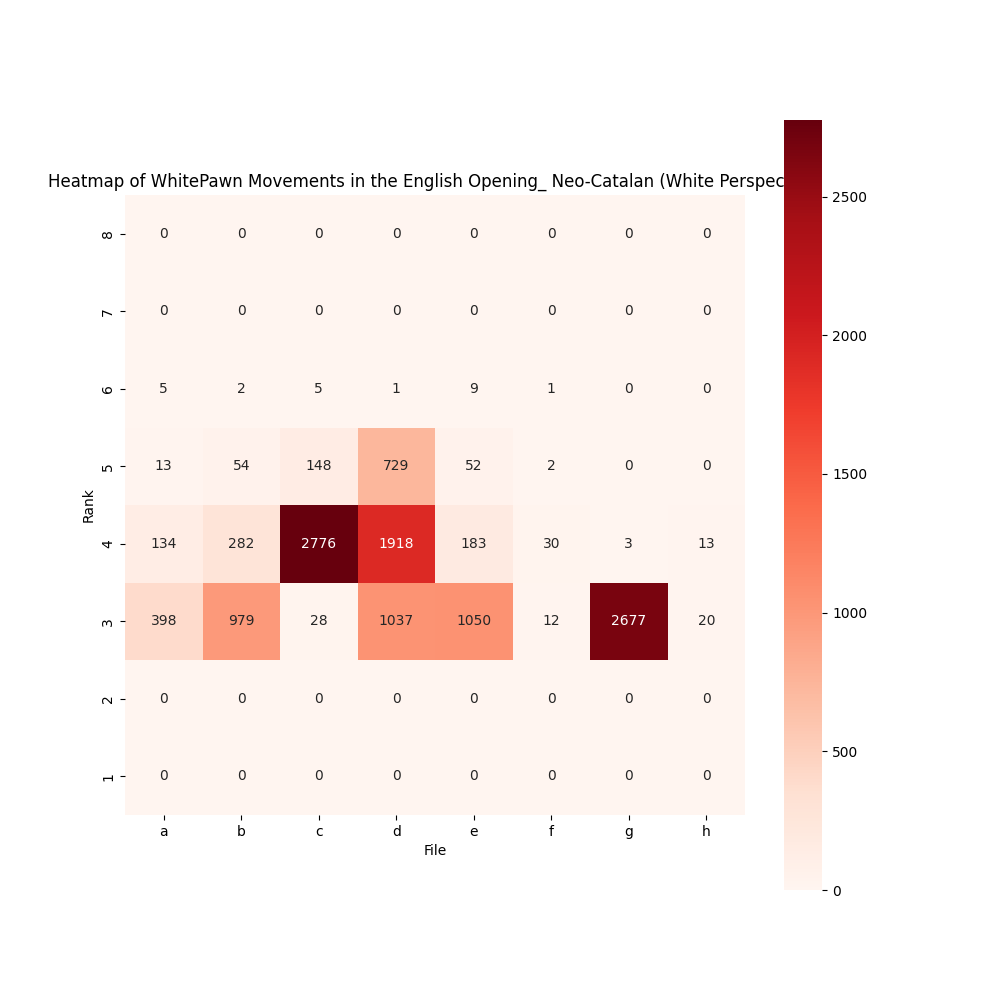 Heatmap of WhitePawn Movements in the English Opening_ Neo-Catalan (White Perspec
8 0 0 0 0 0 0 0 0
7 0 0 0 0 0 0 0 0
6 5 2 5 1 9 1 0 0
5 13 54 148 729 52 2 0 0
4 134 282 2776 1918 183 30 3 13
3 398 979 28 1037 1050 12 2677 20
2 0 0 0 0 0 0 0 0
1 0 0 0 0 0 0 0 0
Rank
a b c d e f g h
File
2500
2000
1500
1000
500
0